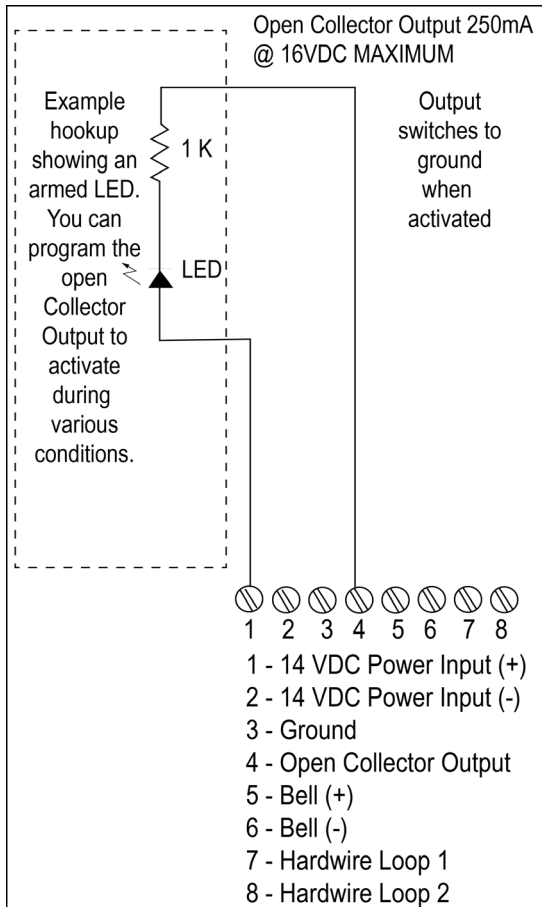 Open Collector Output 250mA
@ 16VDC MAXIMUM
Example
hookup
showing an
armed LED.
You can
program the
open
Collector
Output to
activate
during
various
conditions.
1 K
LED
Output
switches to
ground
when
activated
1 2 3 4 5 6 7 8
1 - 14 VDC Power Input (+)
2 - 14 VDC Power Input (-)
3 - Ground
4 - Open Collector Output
5 - Bell (+)
6 - Bell (-)
7 - Hardwire Loop 1
8 - Hardwire Loop 2